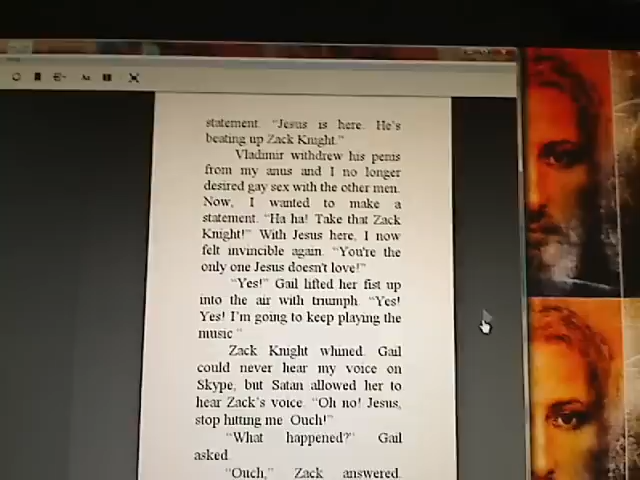 statement. “Jesus is here. He's
beating up Zack Knight.”
Vladimir withdrew his penis
from my anus and I no longer
desired gay sex with the other men.
Now, I wanted to make a
statement. “Ha ha! Take that Zack
Knight!” With Jesus here, I now
felt invincible again. “You're the
only one Jesus doesn't love!”
“Yes!” Gail lifted her fist up
into the air with triumph. “Yes!
Yes! I'm going to keep playing the
music.”
Zack Knight whined. Gail
could never hear my voice on
Skype, but Satan allowed her to
hear Zack's voice. “Oh no! Jesus,
stop hitting me. Ouch!”
“What happened?” Gail
asked.
“Ouch,” Zack answered.